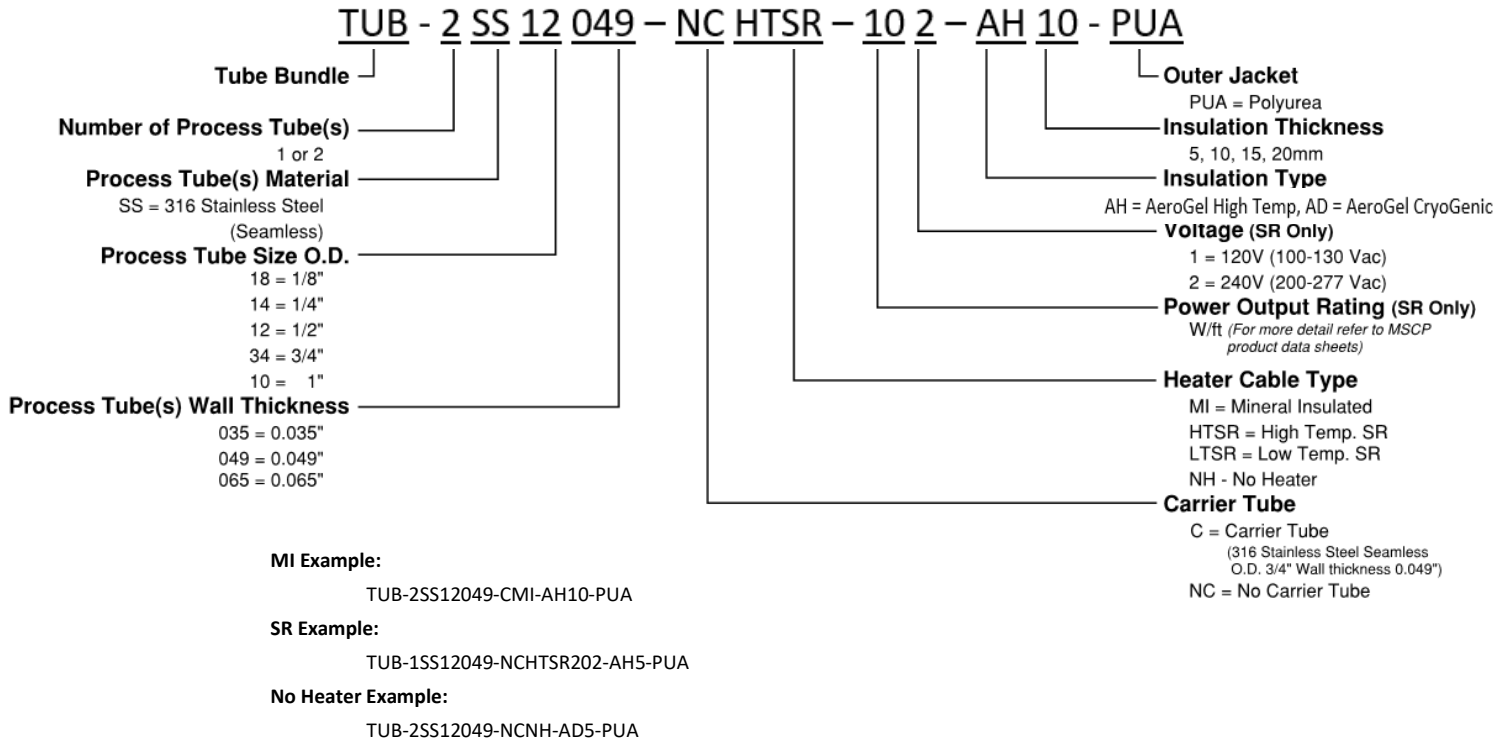 TUB - 2 SS 12 049 – NC HTSR – 10 2 – AH 10 - PUA
Tube Bundle
Number of Process Tube(s)
1 or 2
Process Tube(s) Material
SS = 316 Stainless Steel
(Seamless)
Process Tube Size O.D.
18 = 1/8"
14 = 1/4"
12 = 1/2"
34 = 3/4"
10 = 1"
Process Tube(s) Wall Thickness
035 = 0.035"
049 = 0.049"
065 = 0.065"
Outer Jacket
PUA = Polyurea
Insulation Thickness
5, 10, 15, 20mm
Insulation Type
AH = AeroGel High Temp, AD = AeroGel CryoGenic
Voltage (SR Only)
1 = 120V (100-130 Vac)
2 = 240V (200-277 Vac)
Power Output Rating (SR Only)
W/ft (For more detail refer to MSCP
product data sheets)
Heater Cable Type
MI = Mineral Insulated
HTSR = High Temp. SR
LTSR = Low Temp. SR
NH - No Heater
Carrier Tube
C = Carrier Tube
(316 Stainless Steel Seamless
O.D. 3/4" Wall thickness 0.049")
NC = No Carrier Tube
MI Example:
TUB-2SS12049-CMI-AH10-PUA
SR Example:
TUB-1SS12049-NCHTSR202-AH5-PUA
No Heater Example:
TUB-2SS12049-NCNH-AD5-PUA